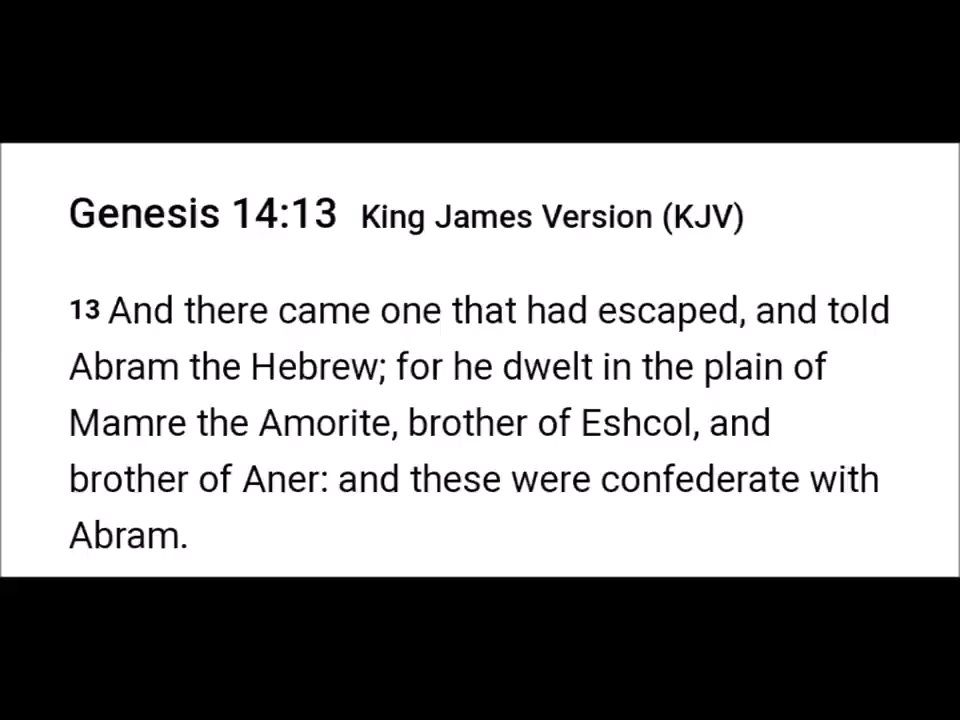 Genesis 14:13 King James Version (KJV)
13 And there came one that had escaped, and told
Abram the Hebrew; for he dwelt in the plain of
Mamre the Amorite, brother of Eshcol, and
brother of Aner: and these were confederate with
Abram.